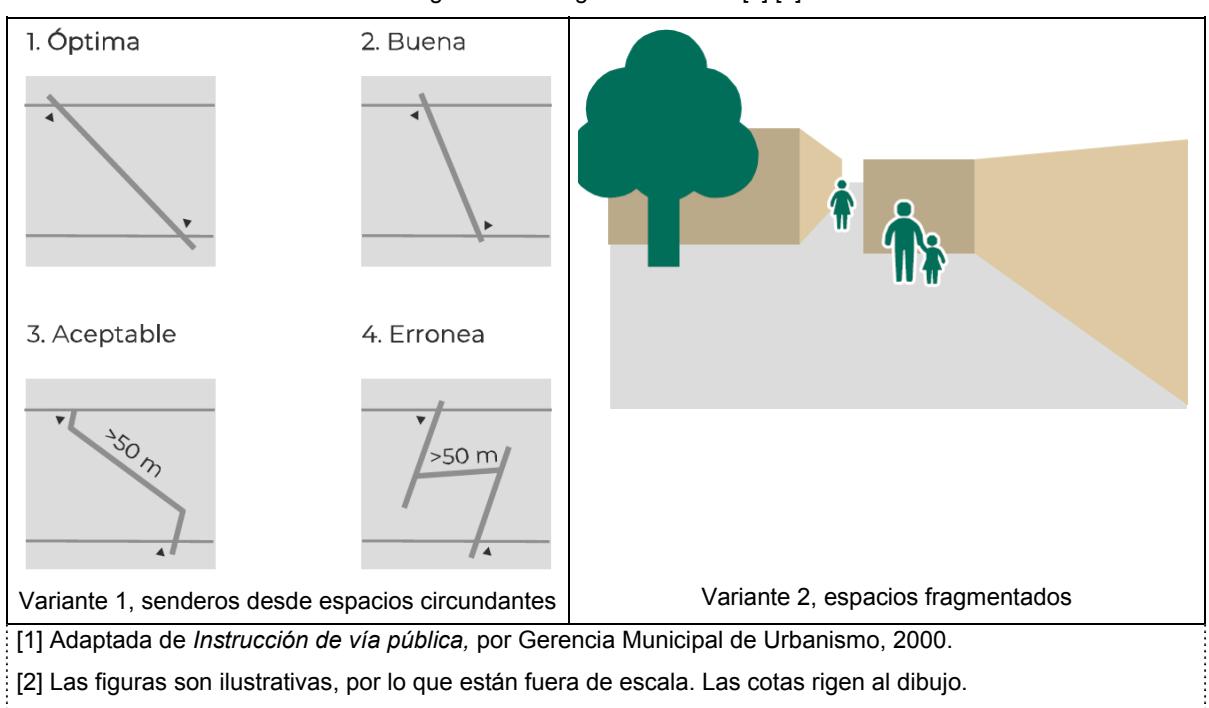 1. Óptima
2. Buena
3. Aceptable
4. Erronea
>50 m
>50 m
Variante 1, senderos desde espacios circundantes
Variante 2, espacios fragmentados
[1] Adaptada de Instrucción de vía pública, por Gerencia Municipal de Urbanismo, 2000.
[2] Las figuras son ilustrativas, por lo que están fuera de escala. Las cotas rigen al dibujo.